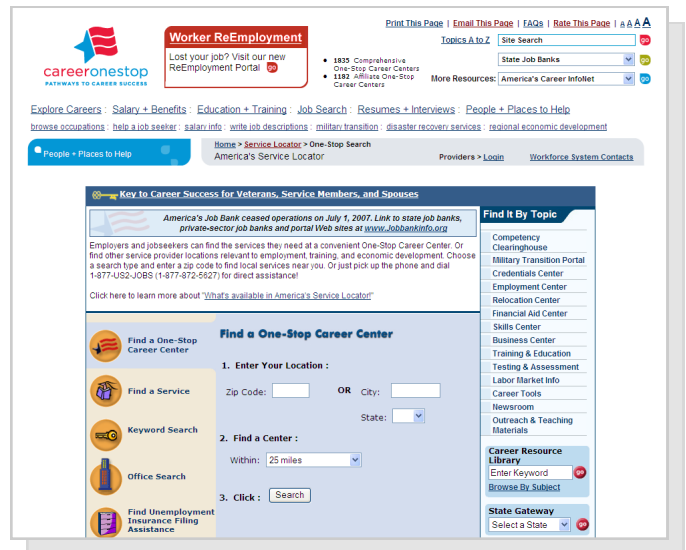 Print This Page | Email This Page | FAQs | Rate This Page | A A A A
careeronestop
PATHWAYS TO CAREER SUCCESS
Worker ReEmployment
Lost your job? Visit our new ReEmployment Portal go
1835 Comprehensive One-Stop Career Centers
1182 Affiliate One-Stop Career Centers
Topics A to Z Site Search go
State Job Banks go
More Resources: America's Career InfoNet go
Explore Careers : Salary + Benefits : Education + Training : Job Search : Resumes + Interviews : People + Places to Help
browse occupations : help a job seeker : salary info : write job descriptions : military transition : disaster recovery services : regional economic development
People + Places to Help
Home > Service Locator > One-Stop Search
America's Service Locator
Providers > Login Workforce System Contacts
Key to Career Success for Veterans, Service Members, and Spouses
America's Job Bank ceased operations on July 1, 2007. Link to state job banks,
private-sector job banks and portal Web sites at www.Jobbankinfo.org
Employers and jobseekers can find the services they need at a convenient One-Stop Career Center. Or
find other service provider locations relevant to employment, training, and economic development. Choose
a search type and enter a zip code to find local services near you. Or just pick up the phone and dial
1-877-US2-JOBS (1-877-872-5627) for direct assistance!
Click here to learn more about "What's available in America's Service Locator!"
Find a One-Stop
Career Center
Find a Service
Keyword Search
Office Search
Find Unemployment
Insurance Filing
Assistance
Find a One-Stop Career Center
1. Enter Your Location :
Zip Code: OR City:
State:
2. Find a Center :
Within: 25 miles
3. Click : Search
Find It By Topic
Competency
Clearinghouse
Military Transition Portal
Credentials Center
Employment Center
Relocation Center
Financial Aid Center
Skills Center
Business Center
Training & Education
Testing & Assessment
Labor Market Info
Career Tools
Newsroom
Outreach & Teaching
Materials
Career Resource
Library
Enter Keyword go
Browse By Subject
State Gateway
Select a State go